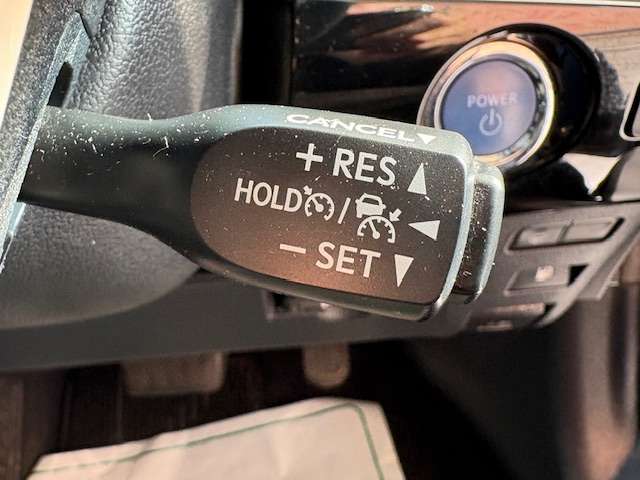 CANCEL
POWER
+ RES
HOLD /
− SET